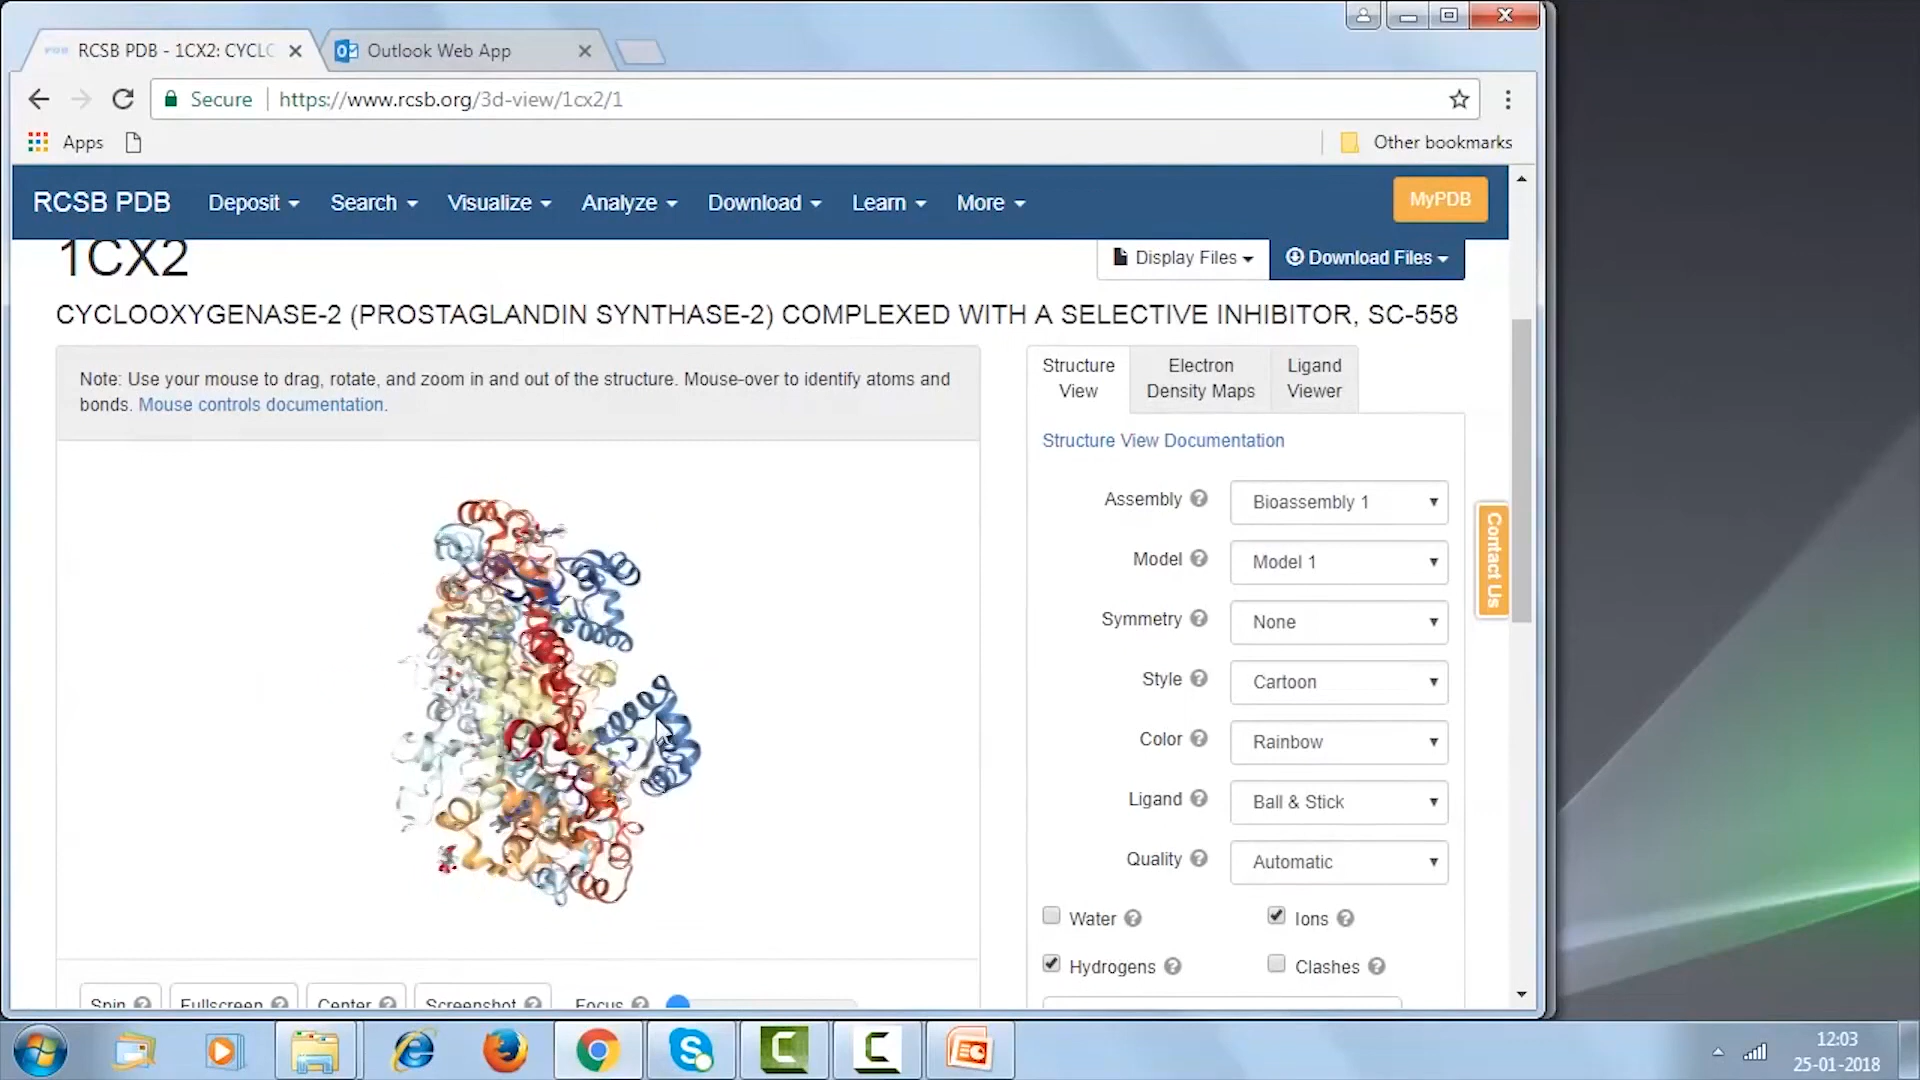 RCSB PDB - 1CX2: CYCLO
Outlook Web App
Secure
https://www.rcsb.org/3d-view/1cx2/1
Apps
Other bookmarks
RCSB PDB
Deposit
Search
Visualize
Analyze
Download
Learn
More
MyPDB
1CX2
Display Files
Download Files
CYCLOOXYGENASE-2 (PROSTAGLANDIN SYNTHASE-2) COMPLEXED WITH A SELECTIVE INHIBITOR, SC-558
Note: Use your mouse to drag, rotate, and zoom in and out of the structure. Mouse-over to identify atoms and
bonds. Mouse controls documentation.
Structure
View
Electron
Density Maps
Ligand
Viewer
Structure View Documentation
Assembly ? Bioassembly 1
Model ? Model 1
Symmetry ? None
Style ? Cartoon
Color ? Rainbow
Ligand ? Ball & Stick
Quality ? Automatic
Water ? Ions ?
Hydrogens ? Clashes ?
Contact Us
Spin ? Fullscreen ? Center ? Screenshot ? Focus ?
12:03
25-01-2018